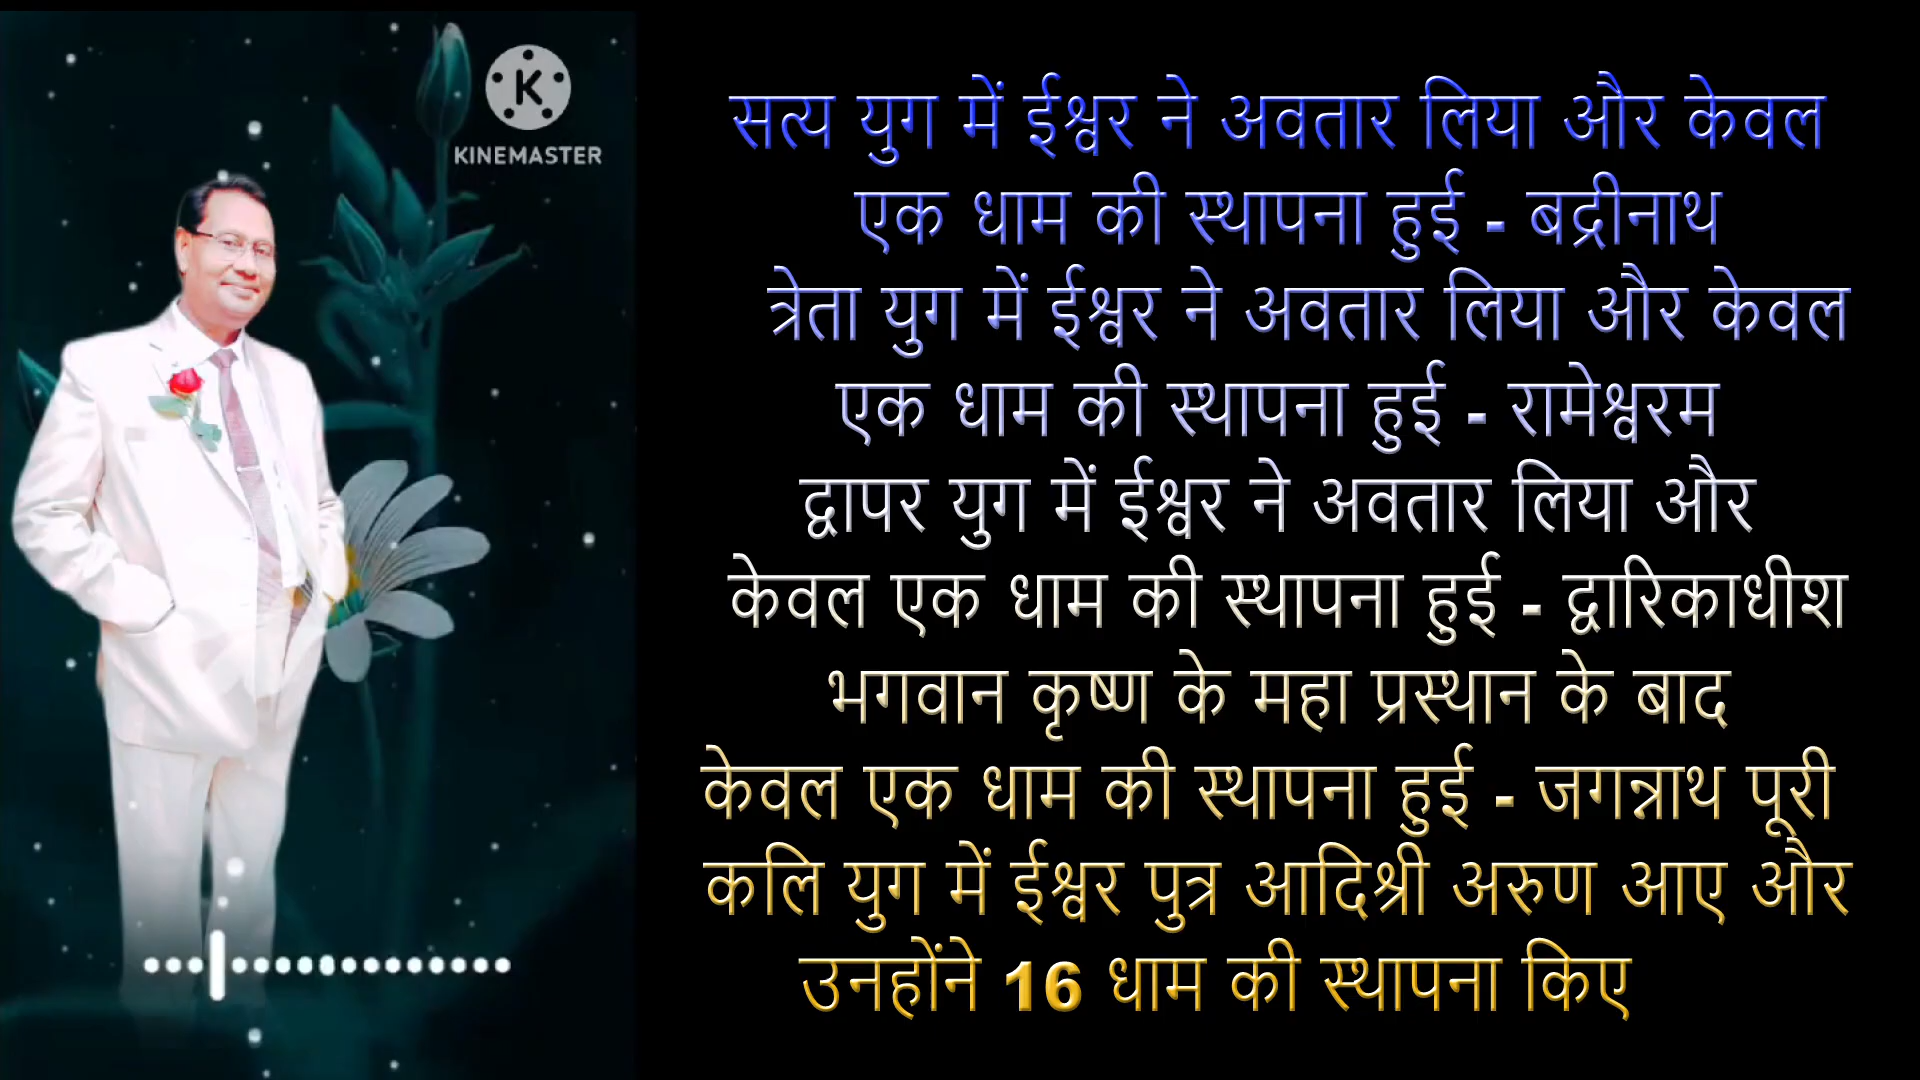 KINEMASTER
सत्य युग में ईश्वर ने अवतार लिया और केवल
एक धाम की स्थापना हुई - बद्रीनाथ
त्रेता युग में ईश्वर ने अवतार लिया और केवल
एक धाम की स्थापना हुई - रामेश्वरम
द्वापर युग में ईश्वर ने अवतार लिया और
केवल एक धाम की स्थापना हुई - द्वारिकाधीश
भगवान कृष्ण के महा प्रस्थान के बाद
केवल एक धाम की स्थापना हुई - जगन्नाथ पूरी
कलि युग में ईश्वर पुत्र आदिश्री अरुण आए और
उनहोंने 16 धाम की स्थापना किए